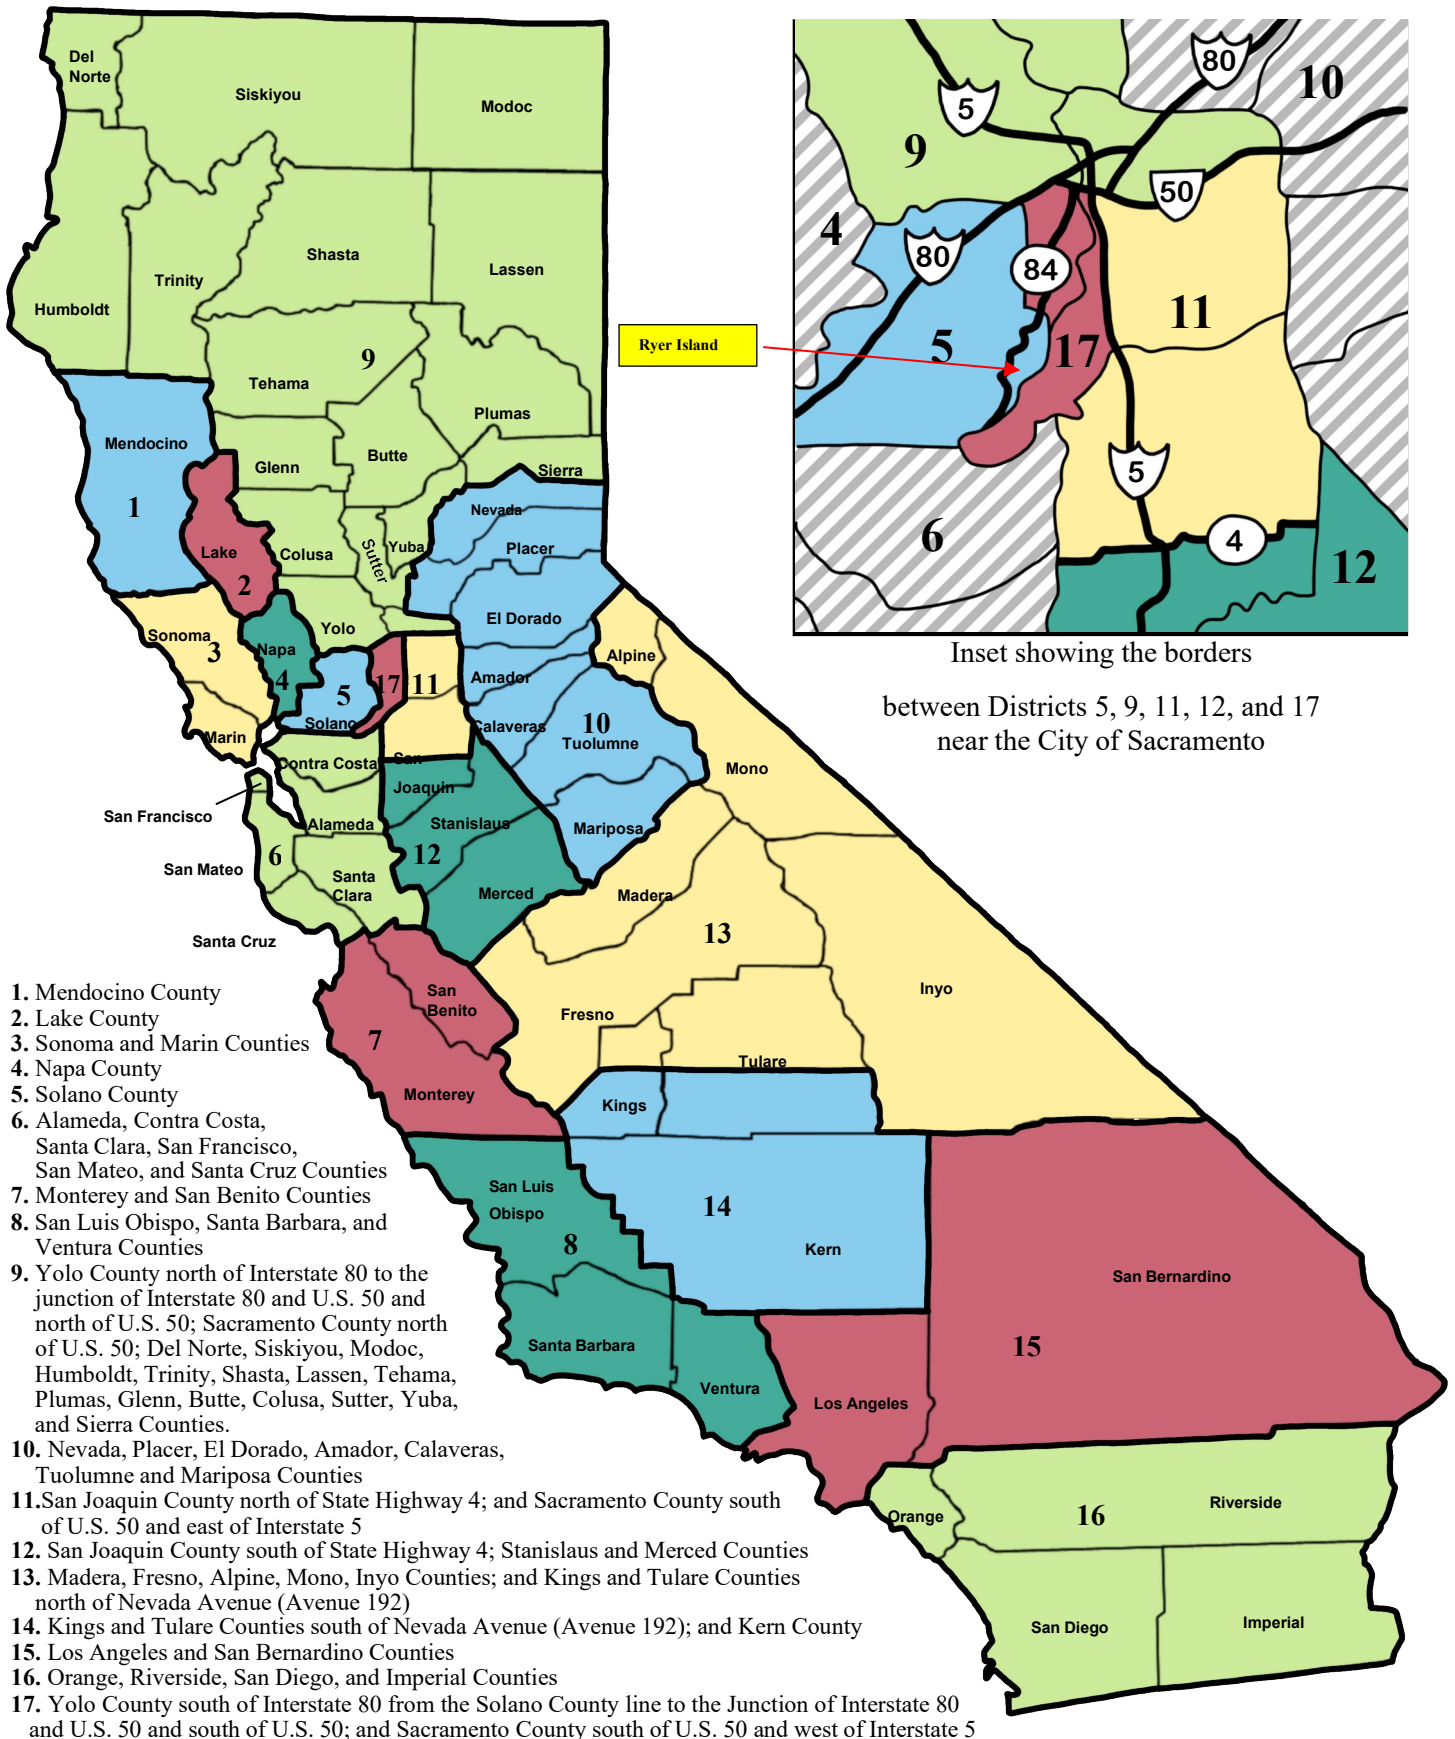 Del
Norte
Siskiyou
Modoc
Humboldt
Trinity
Shasta
Lassen
9
Tehama
Plumas
Mendocino
Glenn
Butte
Sierra
1
Nevada
Lake
Colusa
Sutter
Yuba
Placer
2
El Dorado
Sonoma
3
Napa
Yolo
Alpine
4
5
17
11
Amador
Solano
Calaveras
10
Tuolumne
Marin
Contra Costa
San
Joaquin
Mono
San Francisco
Alameda
Stanislaus
Mariposa
6
12
San Mateo
Santa
Clara
Merced
Madera
13
Santa Cruz
San
Benito
Inyo
Fresno
7
Tulare
Monterey
Kings
San Luis
Obispo
14
8
Kern
San Bernardino
Santa Barbara
15
Ventura
Los Angeles
Orange
16
Riverside
San Diego
Imperial
80
10
5
9
50
4
80
84
11
5
17
Ryer Island
5
6
4
12
Inset showing the borders
between Districts 5, 9, 11, 12, and 17
near the City of Sacramento
1. Mendocino County
2. Lake County
3. Sonoma and Marin Counties
4. Napa County
5. Solano County
6. Alameda, Contra Costa,
Santa Clara, San Francisco,
San Mateo, and Santa Cruz Counties
7. Monterey and San Benito Counties
8. San Luis Obispo, Santa Barbara, and
Ventura Counties
9. Yolo County north of Interstate 80 to the
junction of Interstate 80 and U.S. 50 and
north of U.S. 50; Sacramento County north
of U.S. 50; Del Norte, Siskiyou, Modoc,
Humboldt, Trinity, Shasta, Lassen, Tehama,
Plumas, Glenn, Butte, Colusa, Sutter, Yuba,
and Sierra Counties.
10. Nevada, Placer, El Dorado, Amador, Calaveras,
Tuolumne and Mariposa Counties
11.San Joaquin County north of State Highway 4; and Sacramento County south
of U.S. 50 and east of Interstate 5
12. San Joaquin County south of State Highway 4; Stanislaus and Merced Counties
13. Madera, Fresno, Alpine, Mono, Inyo Counties; and Kings and Tulare Counties
north of Nevada Avenue (Avenue 192)
14. Kings and Tulare Counties south of Nevada Avenue (Avenue 192); and Kern County
15. Los Angeles and San Bernardino Counties
16. Orange, Riverside, San Diego, and Imperial Counties
17. Yolo County south of Interstate 80 from the Solano County line to the Junction of Interstate 80
and U.S. 50 and south of U.S. 50; and Sacramento County south of U.S. 50 and west of Interstate 5